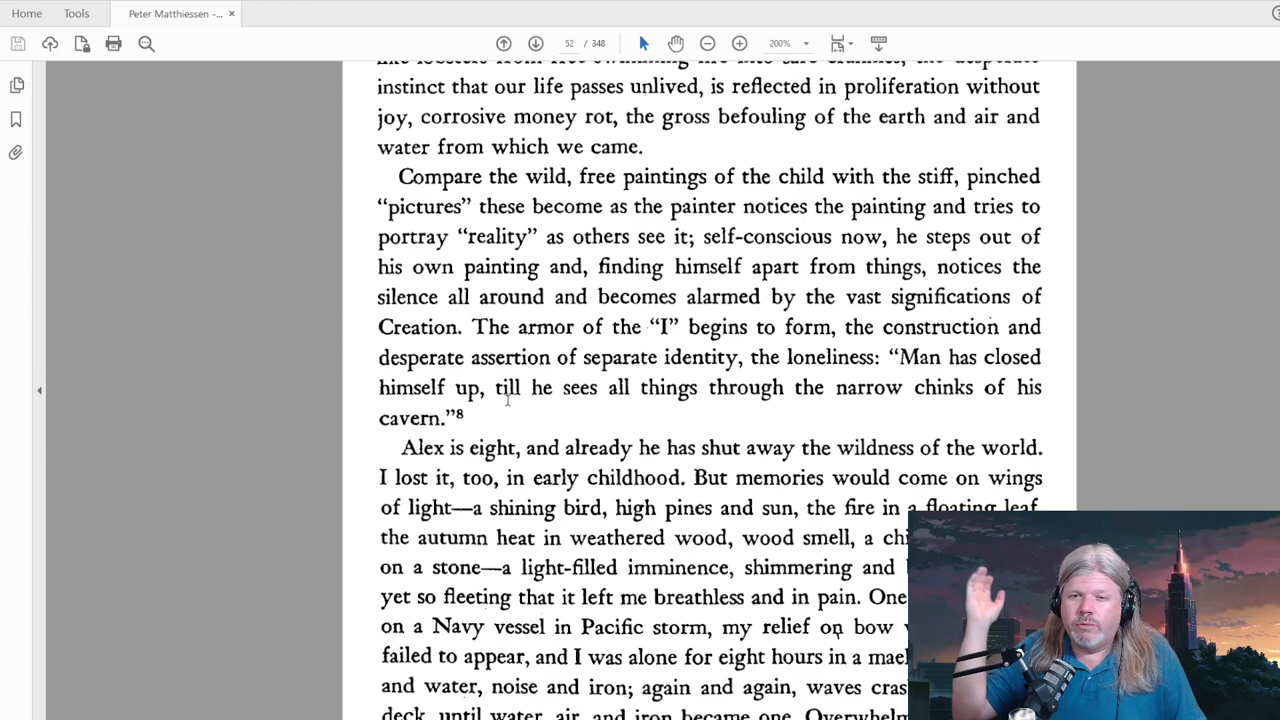 Home Tools Peter Matthiessen -... ×
52 / 348 200%
instinct that our life passes unlived, is reflected in proliferation without
joy, corrosive money rot, the gross befouling of the earth and air and
water from which we came.
Compare the wild, free paintings of the child with the stiff, pinched
“pictures” these become as the painter notices the painting and tries to
portray “reality” as others see it; self-conscious now, he steps out of
his own painting and, finding himself apart from things, notices the
silence all around and becomes alarmed by the vast significations of
Creation. The armor of the “I” begins to form, the construction and
desperate assertion of separate identity, the loneliness: “Man has closed
himself up, till he sees all things through the narrow chinks of his
cavern.”8
Alex is eight, and already he has shut away the wildness of the world.
I lost it, too, in early childhood. But memories would come on wings
of light—a shining bird, high pines and sun, the fire in a floating leaf,
the autumn heat in weathered wood, wood smell, a
on a stone—a light-filled imminence, shimmering and
yet so fleeting that it left me breathless and in pain. One
on a Navy vessel in Pacific storm, my relief on bow
failed to appear, and I was alone for eight hours in a
and water, noise and iron; again and again, waves
deck, until water, air, and iron became one.